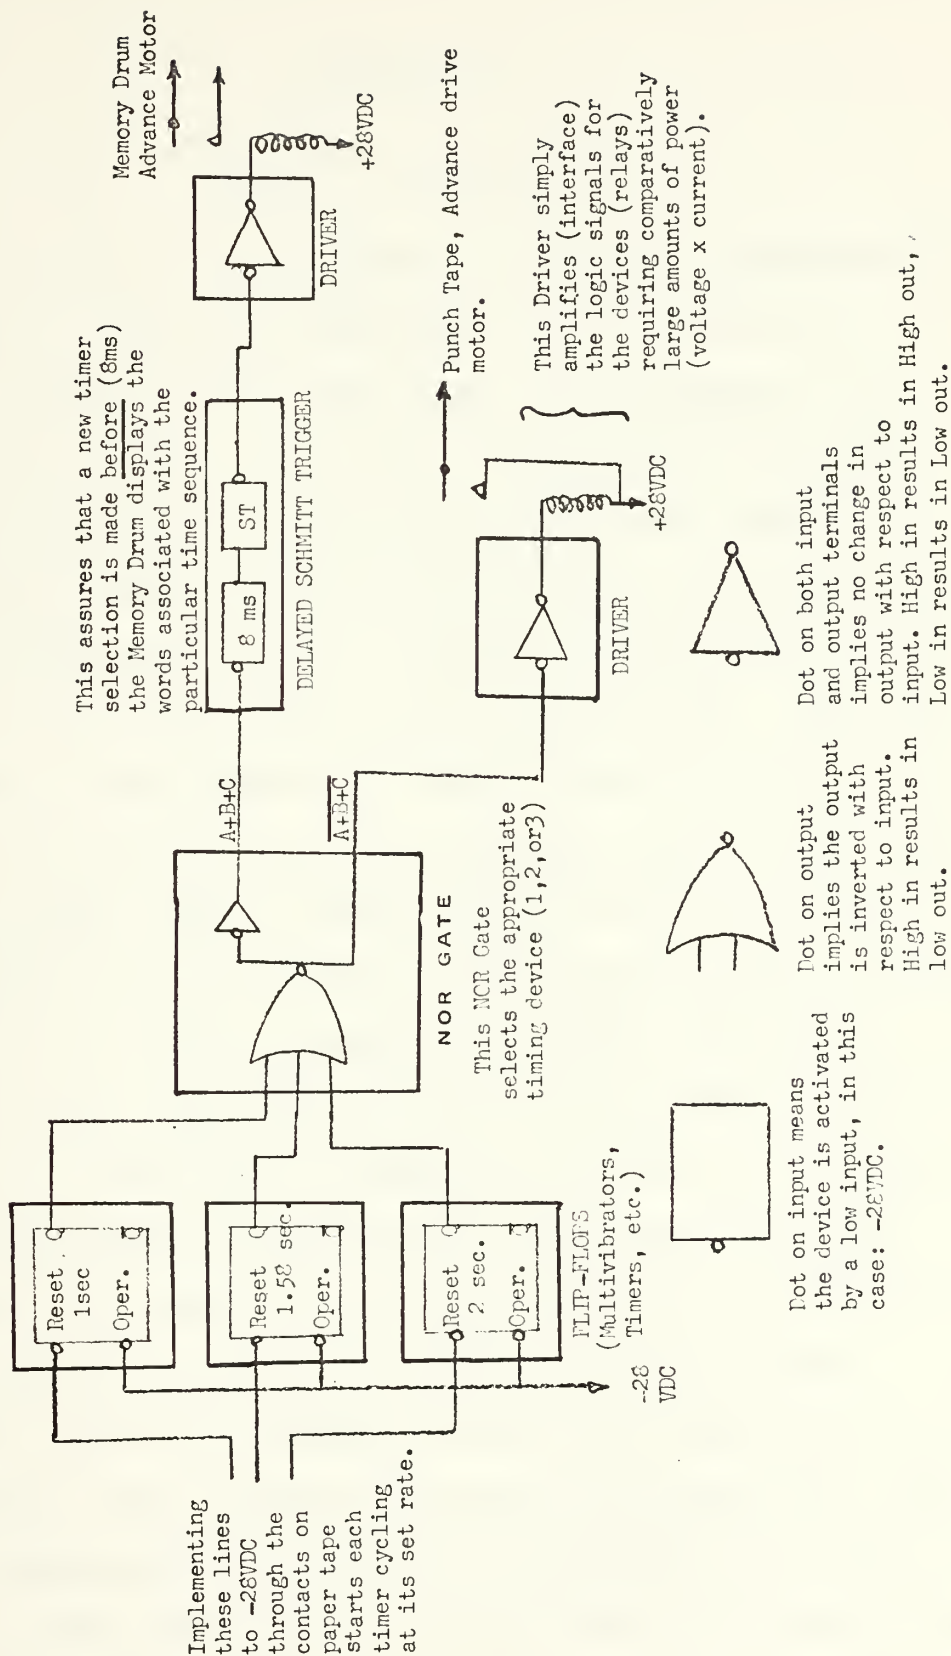 Implementing
these lines
to -28VDC
through the
contacts on
paper tape
starts each
timer cycling
at its set rate.
Reset
1sec
Oper.
Reset
1.58 sec.
Oper.
Reset
2 sec.
Oper.
-28
VDC
FLIP-FLOPS
(Multivibrators,
Timers, etc.)
NOR GATE
This NOR Gate
selects the appropriate
timing device (1,2,or3)
A+B+C
A+B+C
This assures that a new timer
selection is made before (8ms)
the Memory Drum displays the
words associated with the
particular time sequence.
8 ms
ST
DELAYED SCHMITT TRIGGER
DRIVER
+28VDC
Memory Drum
Advance Motor
DRIVER
+28VDC
Punch Tape, Advance drive
motor.
This Driver simply
amplifies (interface)
the logic signals for
the devices (relays)
requiring comparatively
large amounts of power
(voltage x current).
Dot on input means
the device is activated
by a low input, in this
case: -28VDC.
Dot on output
implies the output
is inverted with
respect to input.
High in results in
low out.
Dot on both input
and output terminals
implies no change in
output with respect to
input. High in results in High out,
Low in results in Low out.